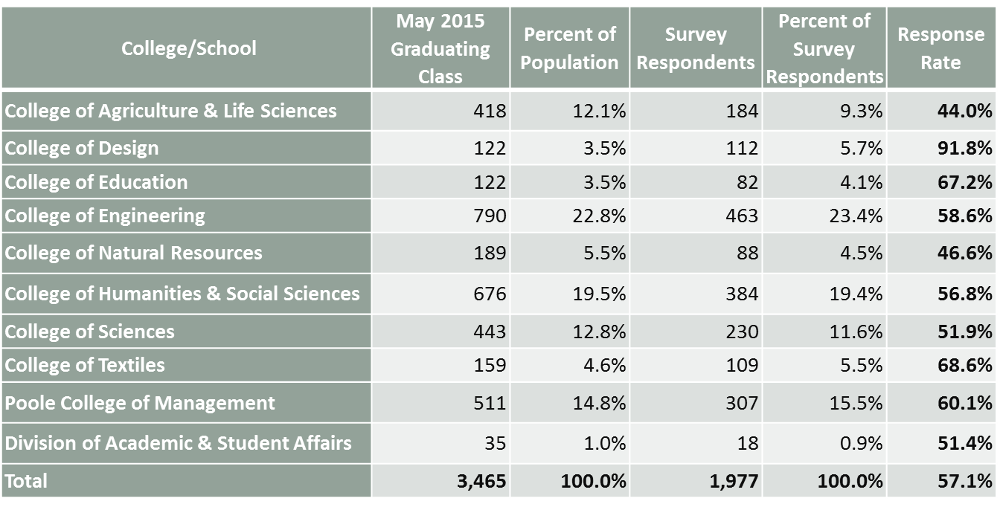 College/School May 2015 Graduating Class Percent of Population Survey Respondents Percent of Survey Respondents Response Rate
College of Agriculture & Life Sciences 418 12.1% 184 9.3% 44.0%
College of Design 122 3.5% 112 5.7% 91.8%
College of Education 122 3.5% 82 4.1% 67.2%
College of Engineering 790 22.8% 463 23.4% 58.6%
College of Natural Resources 189 5.5% 88 4.5% 46.6%
College of Humanities & Social Sciences 676 19.5% 384 19.4% 56.8%
College of Sciences 443 12.8% 230 11.6% 51.9%
College of Textiles 159 4.6% 109 5.5% 68.6%
Poole College of Management 511 14.8% 307 15.5% 60.1%
Division of Academic & Student Affairs 35 1.0% 18 0.9% 51.4%
Total 3,465 100.0% 1,977 100.0% 57.1%